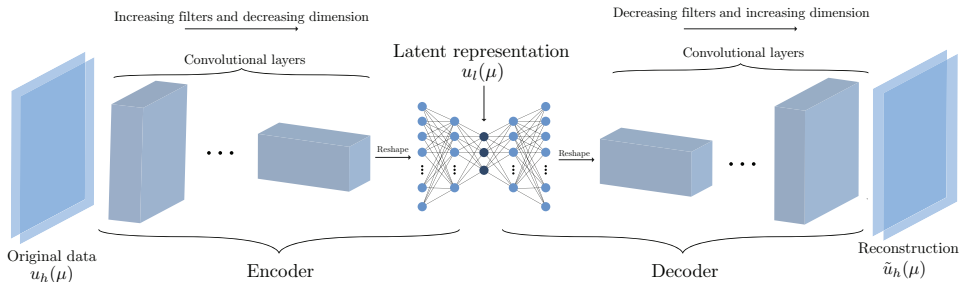 Increasing filters and decreasing dimension
Convolutional layers
Latent representation
u_l(μ)
Decreasing filters and increasing dimension
Convolutional layers
Reshape
Reshape
Original data
u_h(μ)
Encoder
Decoder
Reconstruction
ũ_h(μ)